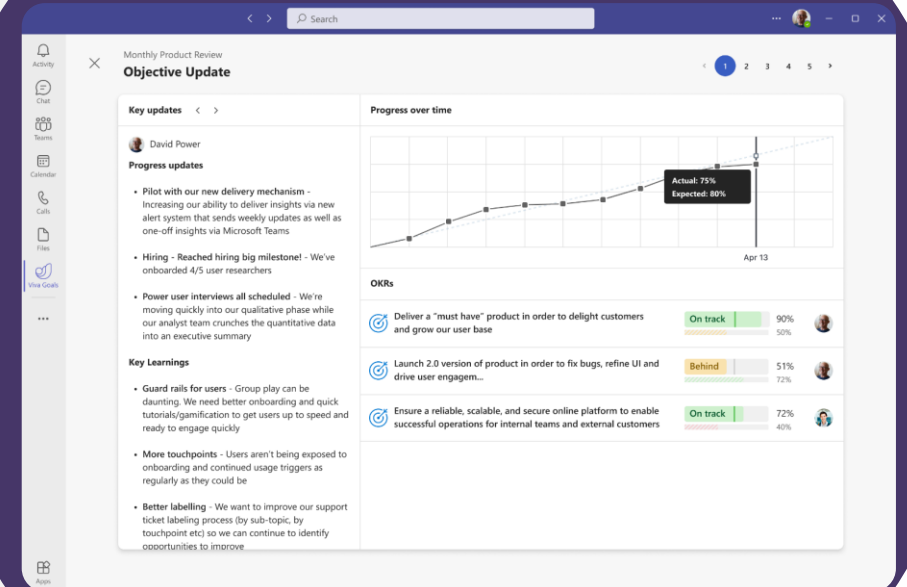 Search
Activity
Chat
Teams
Calendar
Calls
Files
Viva Goals
Apps
Monthly Product Review
Objective Update
1 2 3 4 5
Key updates
David Power
Progress updates
• Pilot with our new delivery mechanism -
Increasing our ability to deliver insights via new
alert system that sends weekly updates as well as
one-off insights via Microsoft Teams
• Hiring - Reached hiring big milestone! - We've
onboarded 4/5 user researchers
• Power user interviews all scheduled - We're
moving quickly into our qualitative phase while
our analyst team crunches the quantitative data
into an executive summary
Key Learnings
• Guard rails for users - Group play can be
daunting. We need better onboarding and quick
tutorials/gamification to get users up to speed and
ready to engage quickly
• More touchpoints - Users aren't being exposed to
onboarding and continued usage triggers as
regularly as they could be
• Better labelling - We want to improve our support
ticket labeling process (by sub-topic, by
touchpoint etc) so we can continue to identify
opportunities to improve
Progress over time
Actual: 75%
Expected: 80%
Apr 13
OKRs
Deliver a "must have" product in order to delight customers
and grow our user base
On track
90%
50%
Launch 2.0 version of product in order to fix bugs, refine UI and
drive user engagem...
Behind
51%
72%
Ensure a reliable, scalable, and secure online platform to enable
successful operations for internal teams and external customers
On track
72%
40%